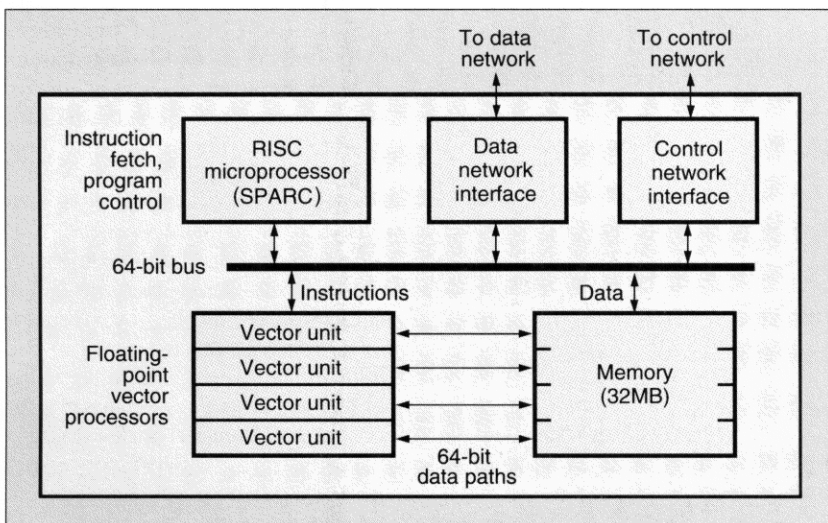 To data
network
To control
network
Instruction
fetch,
program
control
RISC
microprocessor
(SPARC)
Data
network
interface
Control
network
interface
64-bit bus
Instructions
Data
Floating-
point
vector
processors
Vector unit
Vector unit
Vector unit
Vector unit
Memory
(32MB)
64-bit
data paths